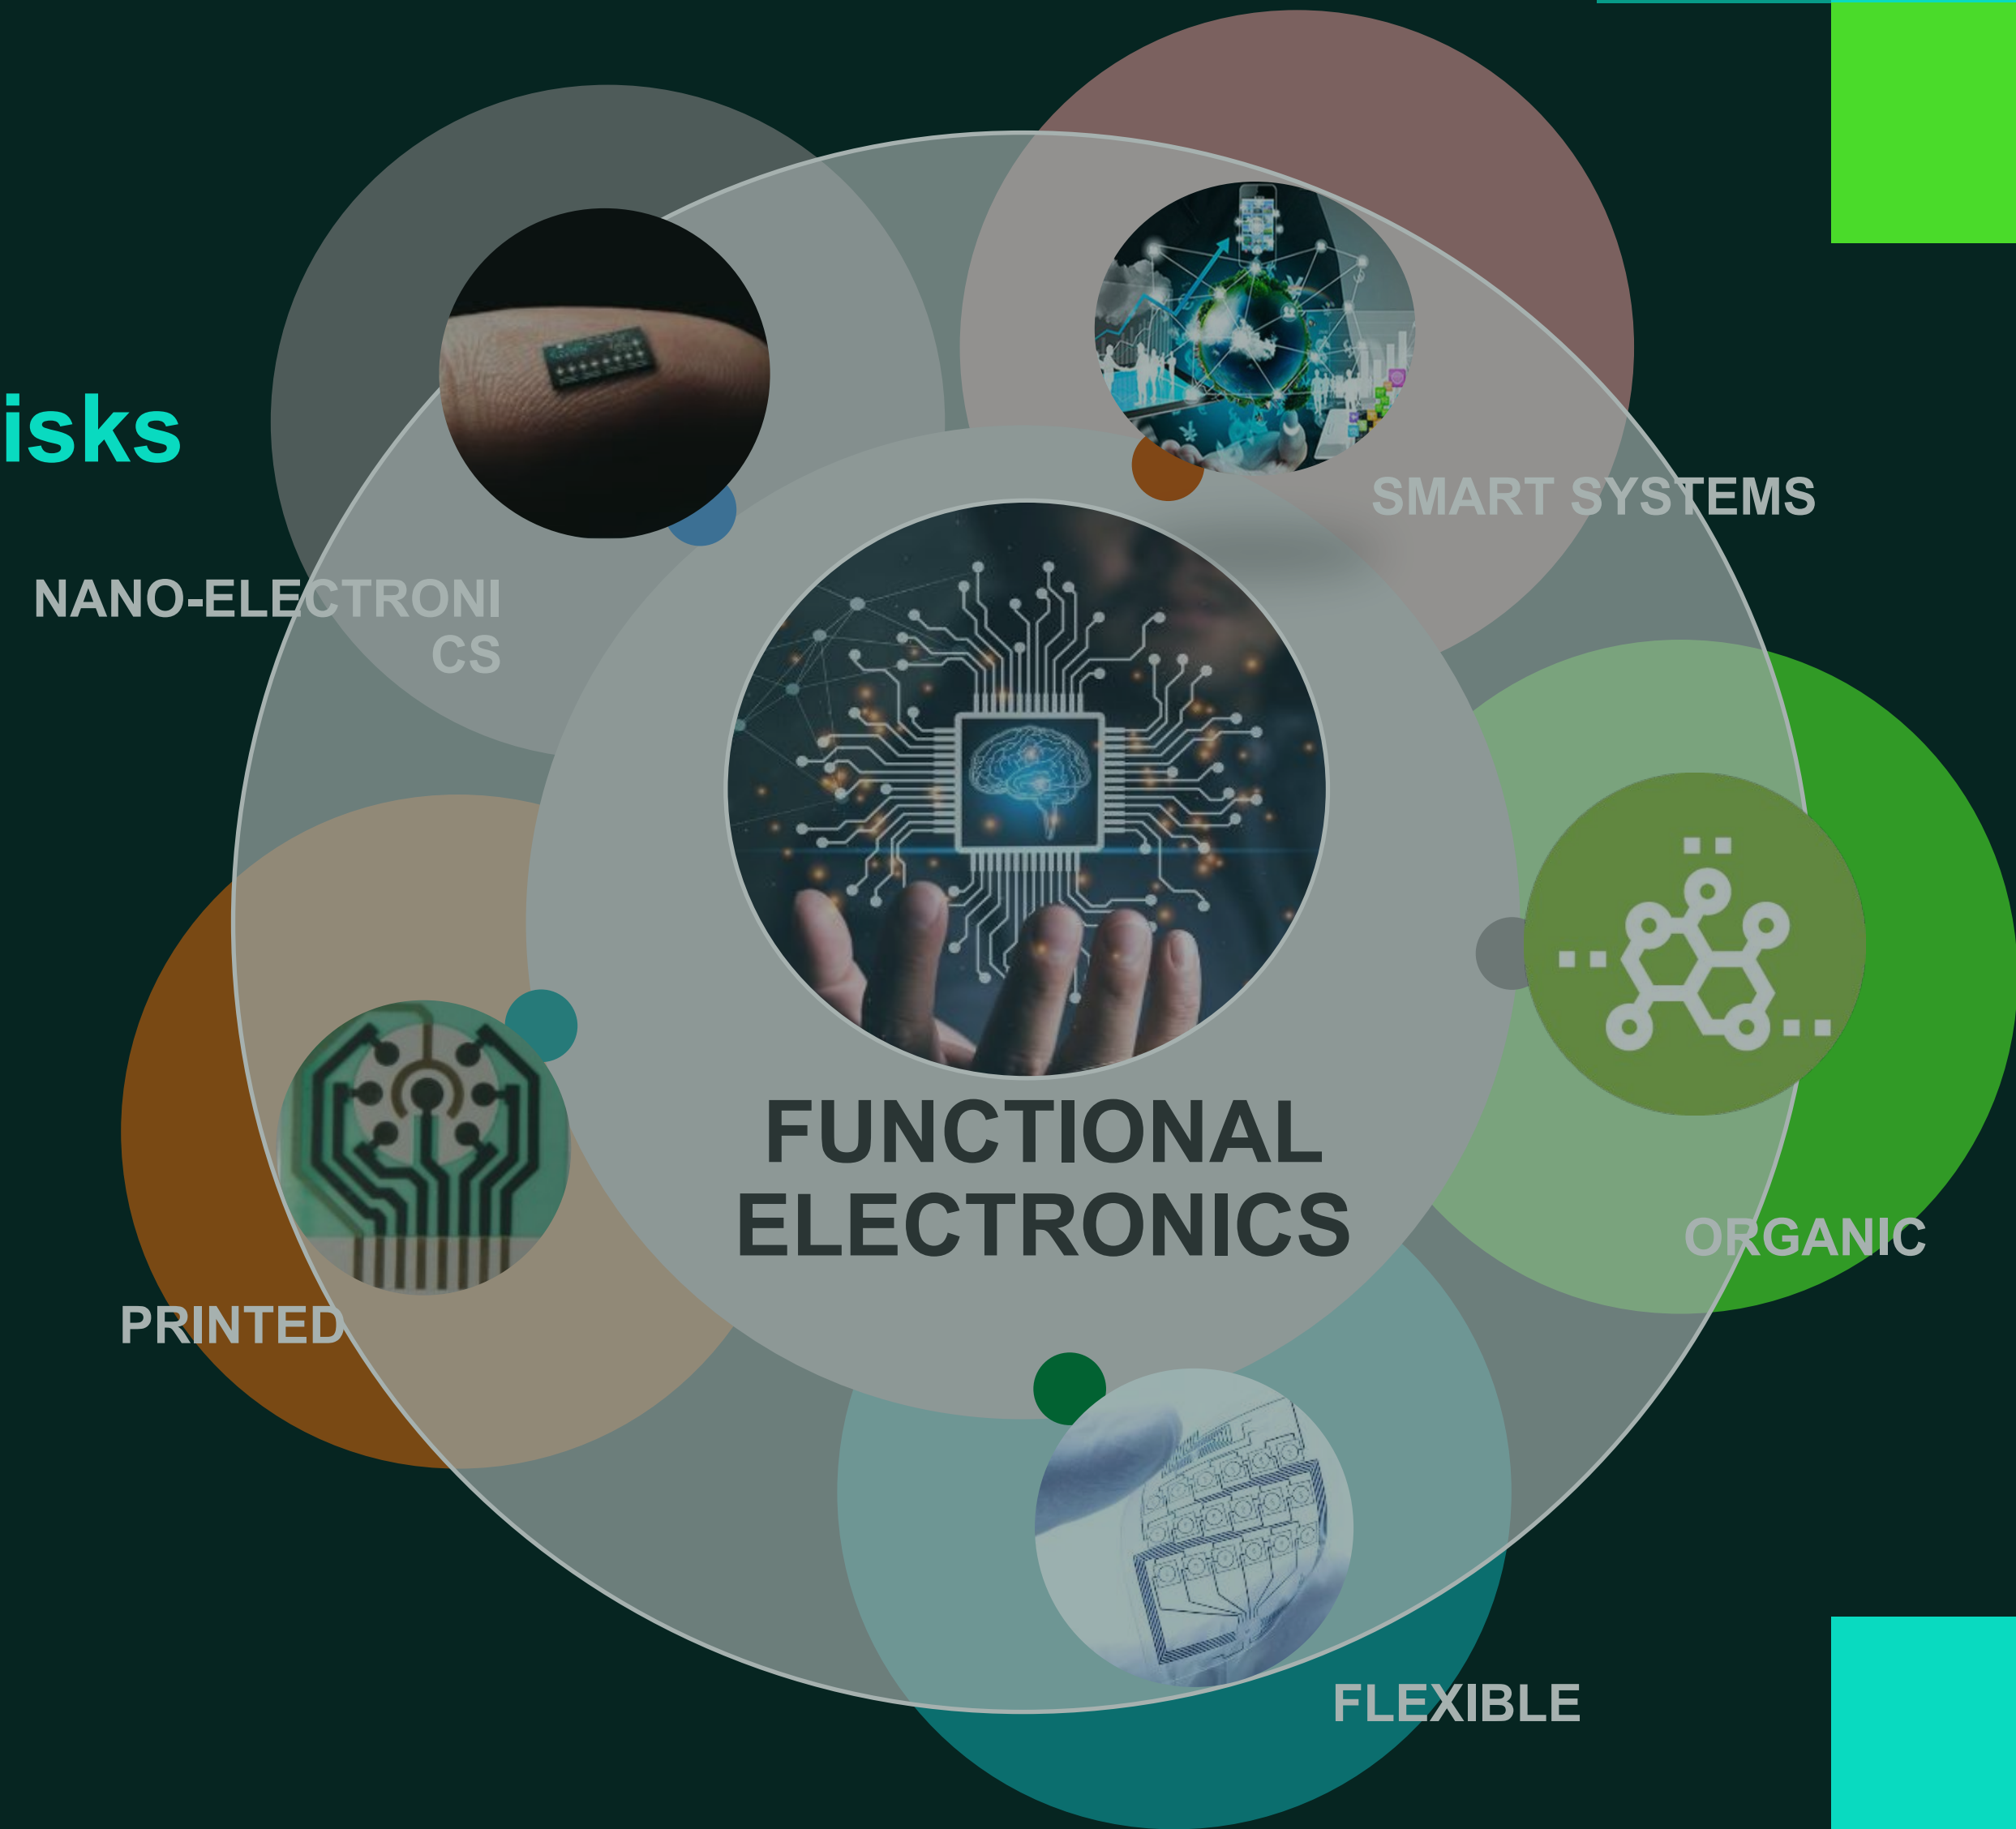 isks
SMART SYSTEMS
NANO-ELECTRONI
CS
FUNCTIONAL
ELECTRONICS
ORGANIC
PRINTED
FLEXIBLE